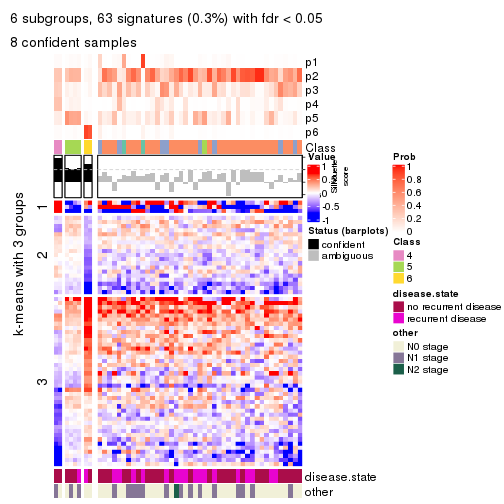 6 subgroups, 63 signatures (0.3%) with fdr < 0.05
8 confident samples
p1
p2
p3
p4
p5
p6
Class
Silhouette score
1
2
3
k-means with 3 groups
disease.state
other
Value
1
0.5
0
-0.5
-1
Status (barplots)
confident
ambiguous
Prob
1
0.8
0.6
0.4
0.2
0
Class
4
5
6
disease.state
no recurrent disease
recurrent disease
other
N0 stage
N1 stage
N2 stage